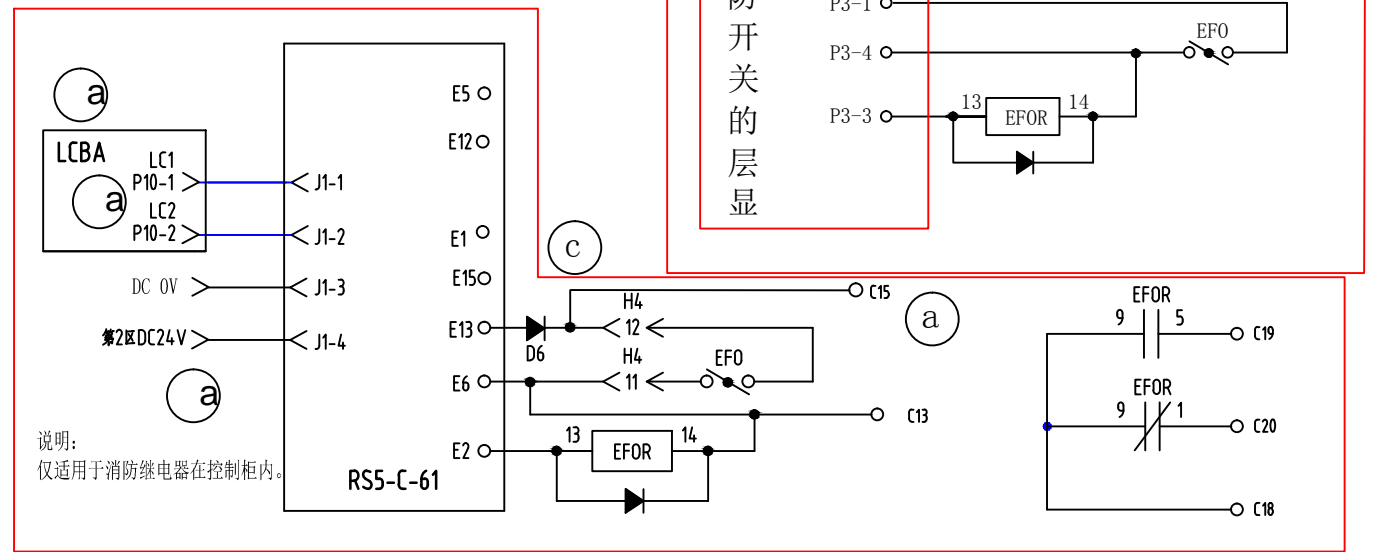 防
开
关
的
层
显
P3-1
EFO
P3-4
P3-3
13
EFOR
14
a
E5
E12
LCBA
LC1
P10-1
J1-1
a
LC2
P10-2
J1-2
E1
c
E15
DC 0V
J1-3
C15
a
H4
12
E13
D6
第2区DC24V
J1-4
H4
11
EFO
E6
a
C13
说明:
仅适用于消防继电器在控制柜内。
E2
13
EFOR
14
RS5-C-61
EFOR
9
5
C19
EFOR
9
1
C20
C18